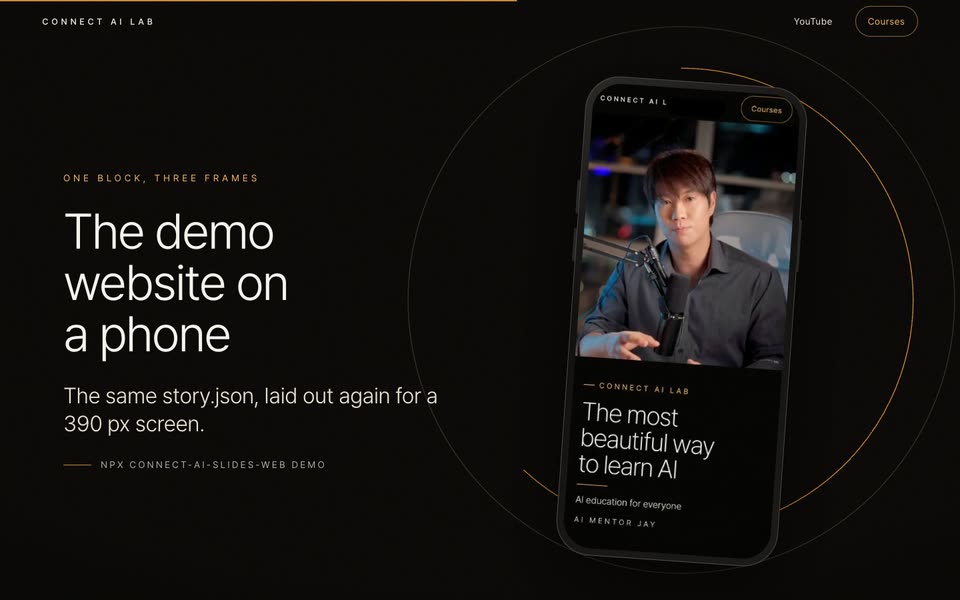 CONNECT AI LAB
YouTube
Courses
ONE BLOCK, THREE FRAMES
The demo
website on
a phone
The same story.json, laid out again for a
390 px screen.
NPX CONNECT-AI-SLIDES-WEB DEMO
CONNECT AI L
Courses
CONNECT AI LAB
The most
beautiful way
to learn AI
AI education for everyone
AI MENTOR JAY